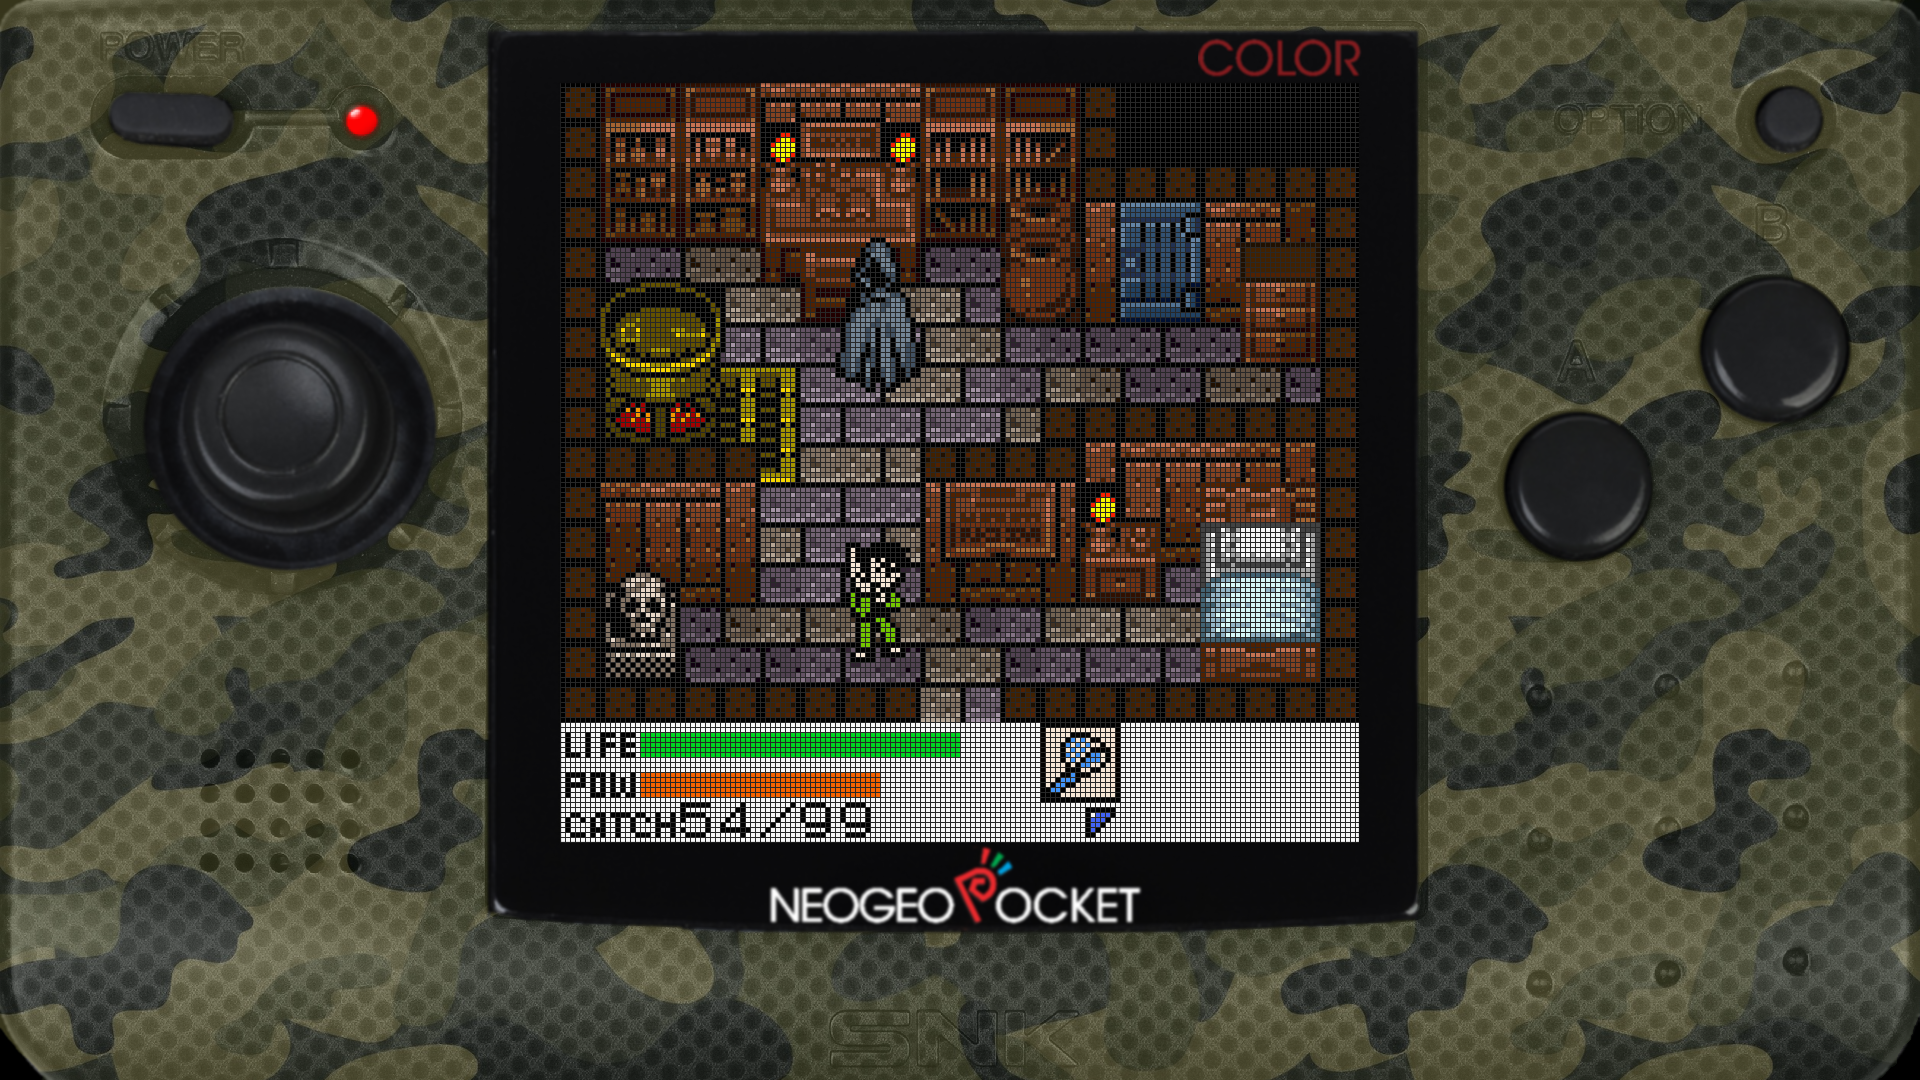 POWER
COLOR
OPTION
B
A
LIFE
POW
CATCH54/99
NEOGEO POCKET
SNK